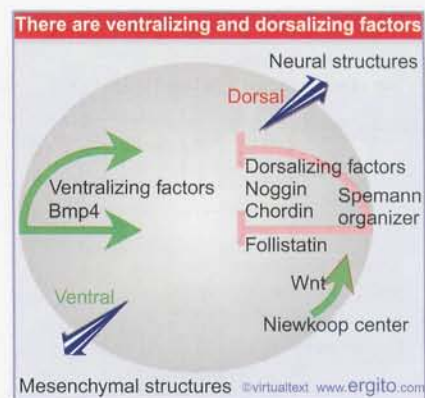 There are ventralizing and dorsalizing factors
Neural structures
Dorsal
Ventralizing factors
Bmp4
Dorsalizing factors
Noggin
Chordin
Follistatin
Spemann
organizer
Wnt
Niewkoop center
Ventral
Mesenchymal structures ©virtualtext www.ergito.com